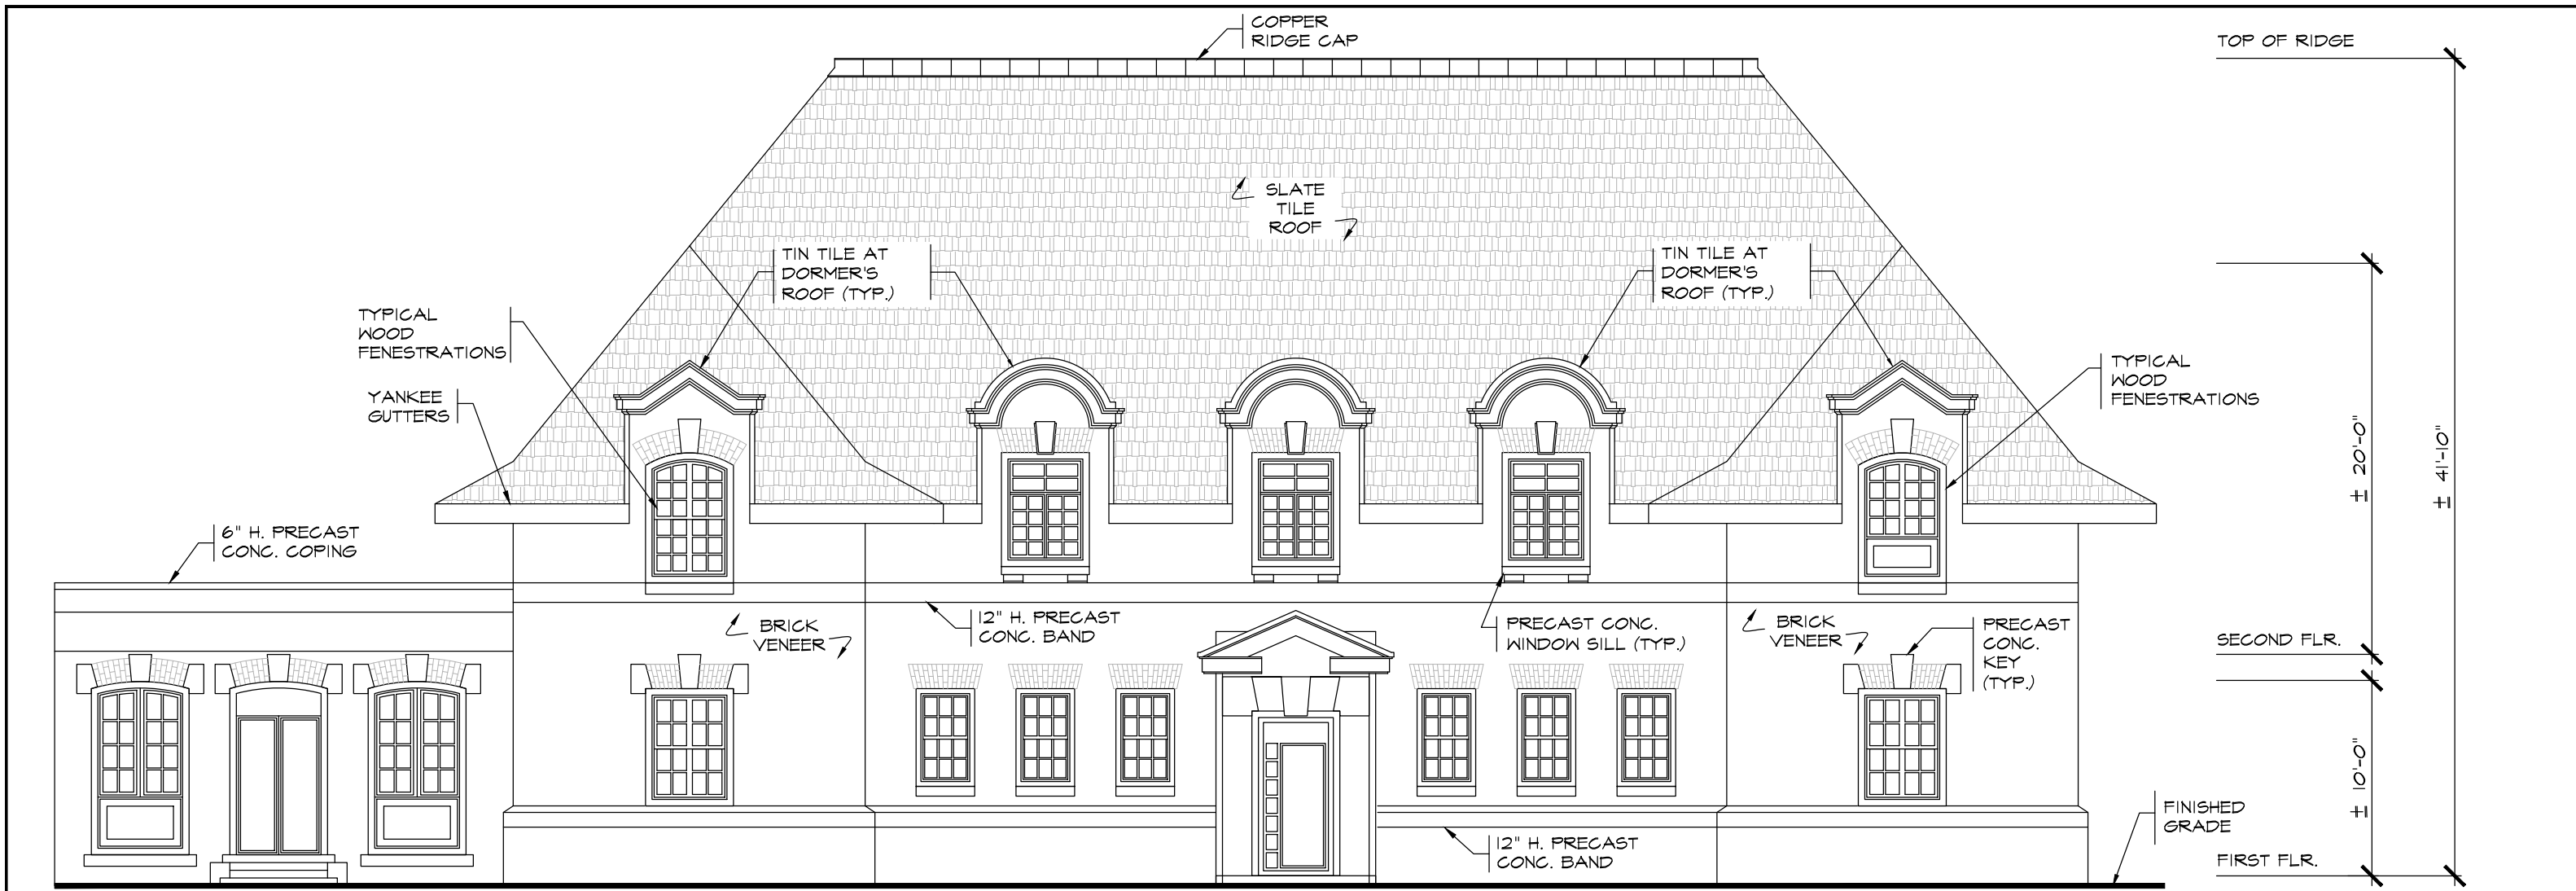 COPPER
RIDGE CAP
TOP OF RIDGE
SLATE
TILE
ROOF
TIN TILE AT
DORMER'S
ROOF (TYP.)
TIN TILE AT
DORMER'S
ROOF (TYP.)
TYPICAL
WOOD
FENESTRATIONS
YANKEE
GUTTERS
TYPICAL
WOOD
FENESTRATIONS
± 20'-0"
± 41'-10"
6" H. PRECAST
CONC. COPING
BRICK
VENEER
12" H. PRECAST
CONC. BAND
PRECAST CONC.
WINDOW SILL (TYP.)
BRICK
VENEER
PRECAST
CONC.
KEY
(TYP.)
SECOND FLR.
± 10'-0"
12" H. PRECAST
CONC. BAND
FINISHED
GRADE
FIRST FLR.